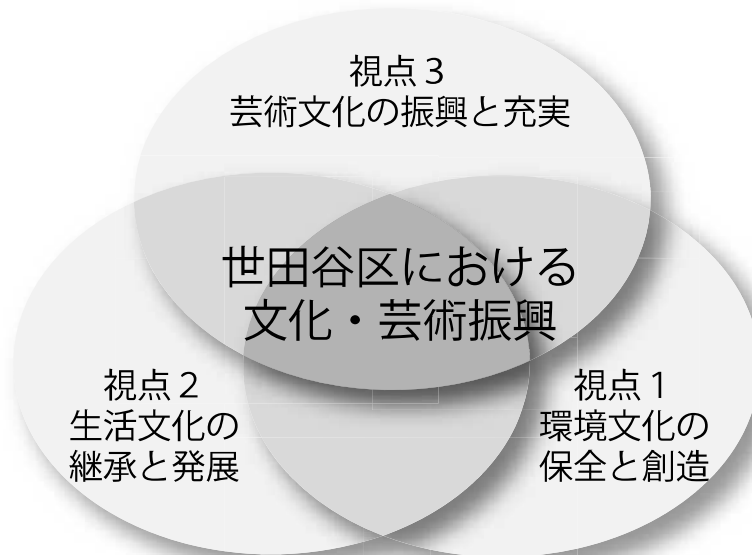 視点３
芸術文化の振興と充実
世田谷区における
文化・芸術振興
視点２
生活文化の
継承と発展
視点１
環境文化の
保全と創造